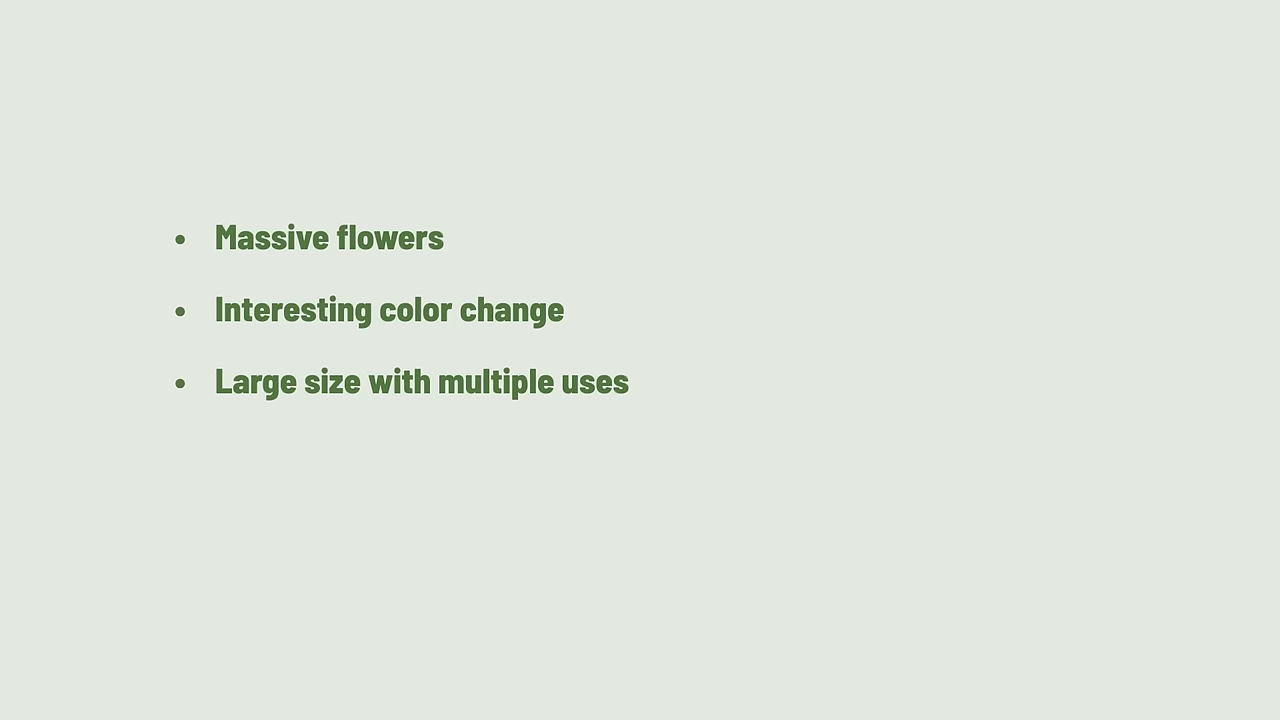 • Massive flowers
• Interesting color change
• Large size with multiple uses